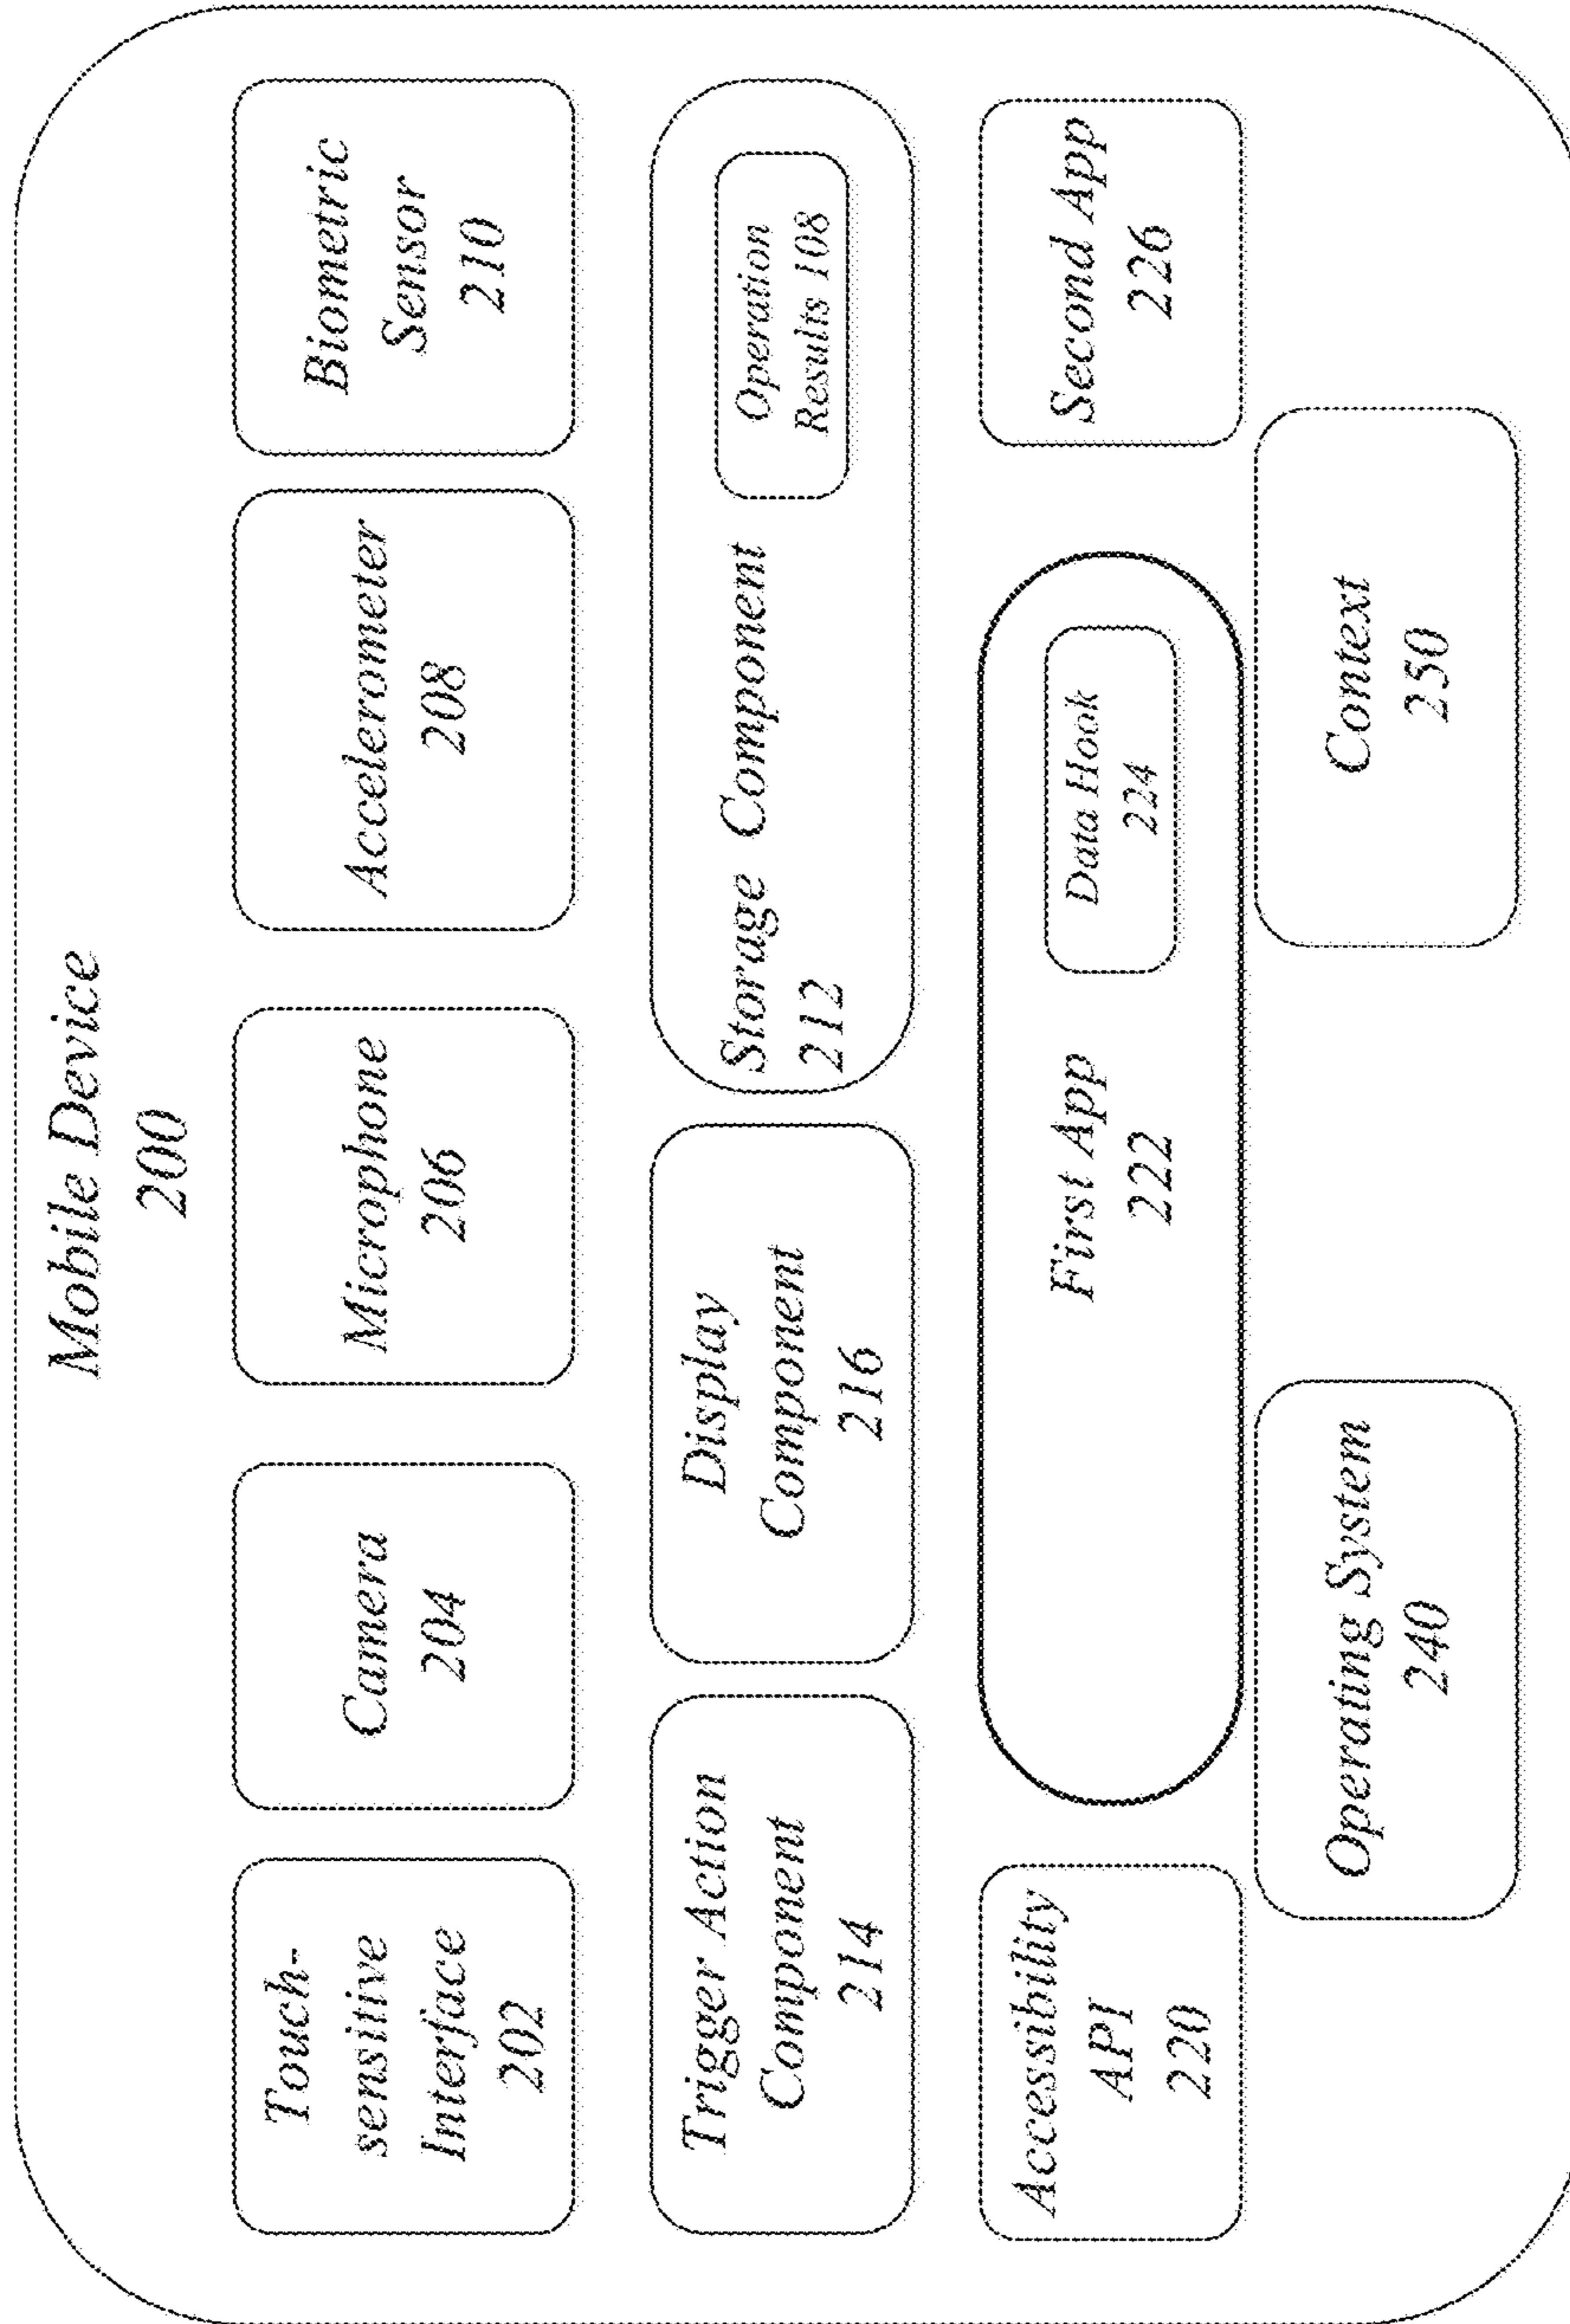 Mobile Device
200
Touch-
sensitive
Interface
202
Camera
204
Microphone
206
Accelerometer
208
Biometric
Sensor
210
Trigger Action
Component
214
Display
Component
216
Storage Component
212
Operation
Results 108
Accessibility
API
220
First App
222
Data Hook
224
Second App
226
Operating System
240
Context
250